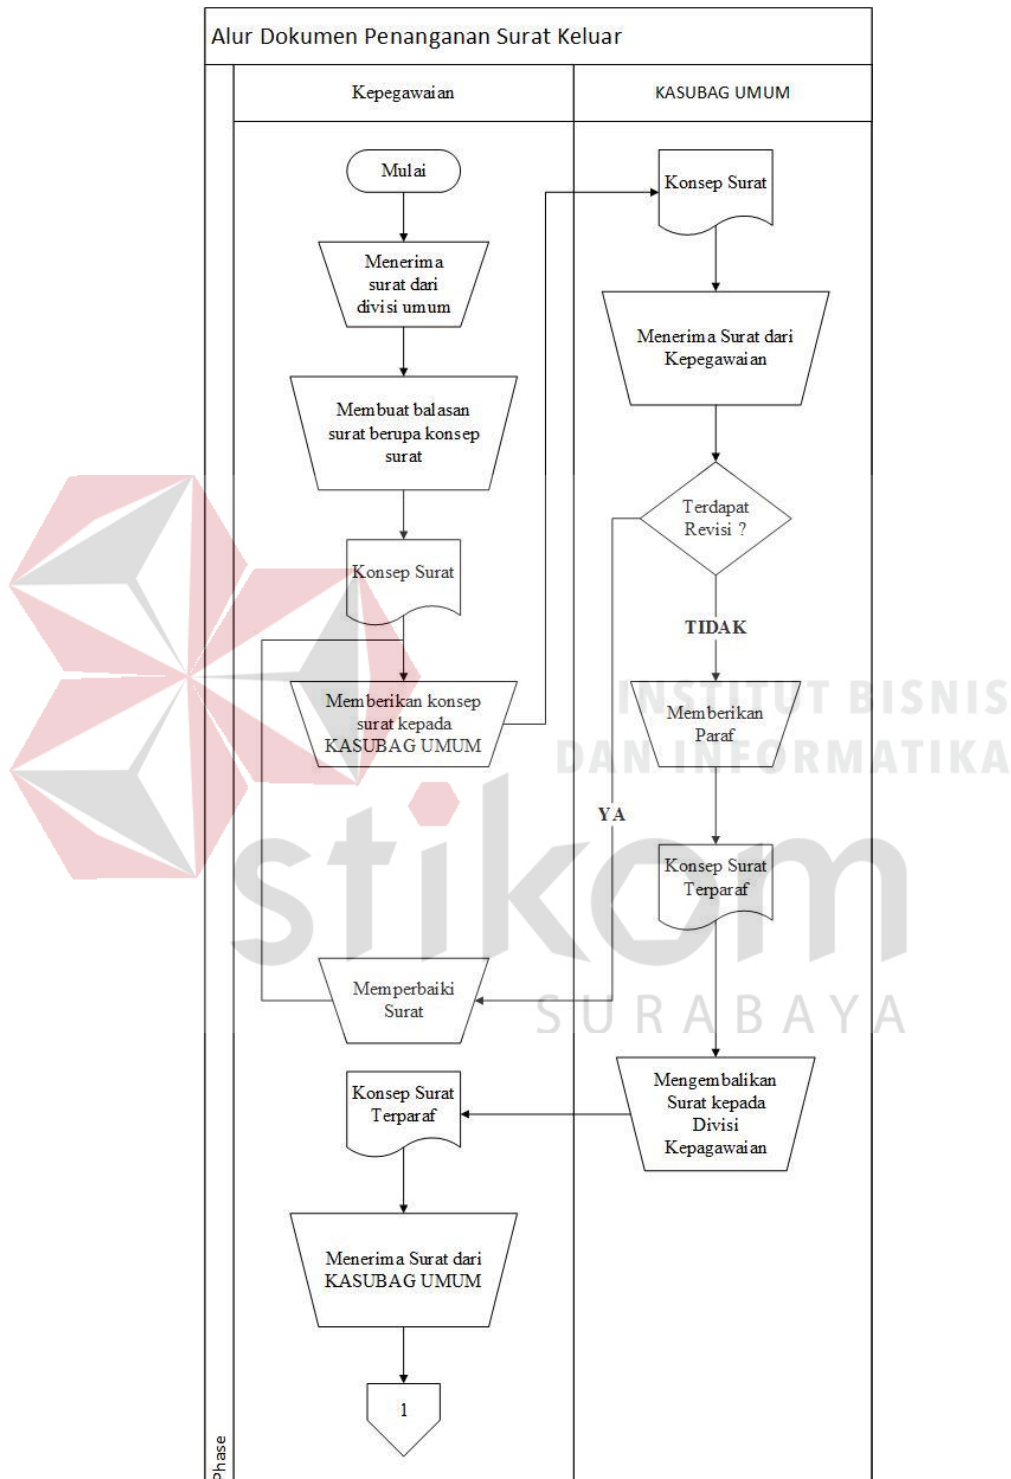 Alur Dokumen Penanganan Surat Keluar
Kepegawaian
KASUBAG UMUM
Mulai
Menerima
surat dari
divisi umum
Membuat balasan
surat berupa konsep
surat
Konsep Surat
Memberikan konsep
surat kepada
KASUBAG UMUM
Konsep Surat
Menerima Surat dari
Kepegawaian
Terdapat
Revisi ?
TIDAK
YA
Memberikan
Paraf
Konsep Surat
Terparaf
Memperbaiki
Surat
Mengembalikan
Surat kepada
Divisi
Kepagawaian
Konsep Surat
Terparaf
Menerima Surat dari
KASUBAG UMUM
1
Phase
INSTITUT BISNIS
DAN INFORMATIKA
stikom
SURABAYA